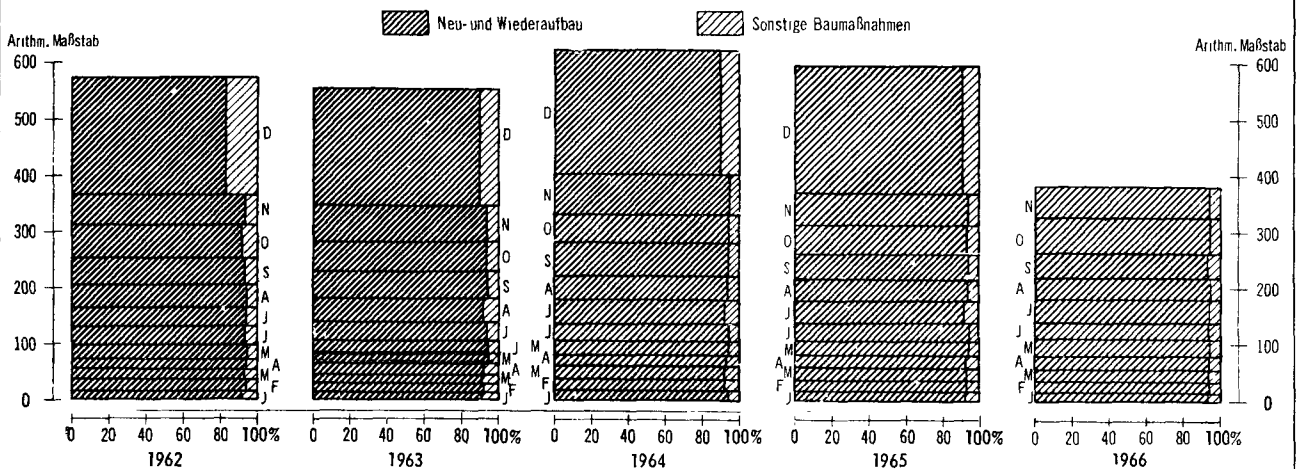 Neu- und Wiederaufbau
Sonstige Baumaßnahmen
Arithm. Maßstab
Arithm. Maßstab
600
500
400
300
200
100
0
D
N
O
S
A
J
J
M
A
M
F
J
0 20 40 60 80 100%
1962
D
N
O
S
A
J
J
M
A
M
F
J
0 20 40 60 80 100%
1963
D
N
O
S
A
J
J
M
A
M
F
J
0 20 40 60 80 100%
1964
D
N
O
S
A
J
J
M
A
M
F
J
0 20 40 60 80 100%
1965
N
O
S
A
J
J
M
A
M
F
J
0 20 40 60 80 100%
1966
600
500
400
300
200
100
0